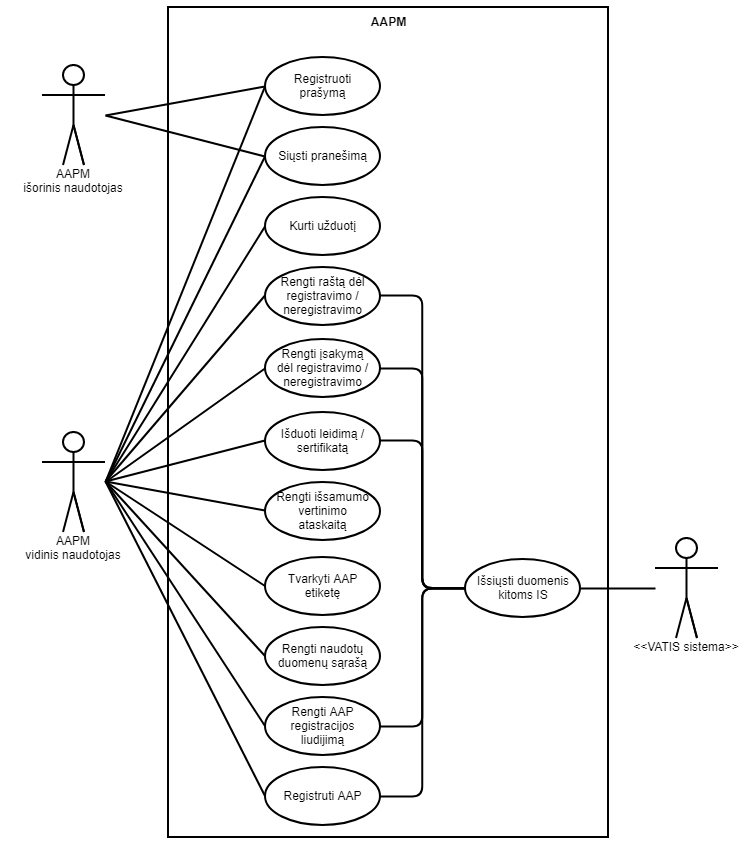 AAPM
Registruoti
prašymą
AAPM
išorinis naudotojas
Siųsti pranešimą
Kurti užduotį
Rengti raštą dėl
registravimo /
neregistravimo
Rengti įsakymą
dėl registravimo /
neregistravimo
Išduoti leidimą /
sertifikatą
Rengti išsamumo
vertinimo
ataskaitą
AAPM
vidinis naudotojas
Tvarkyti AAP
etiketę
Išsiųsti duomenis
kitoms IS
<<VATIS sistema>>
Rengti naudotų
duomenų sąrašą
Rengti AAP
registracijos
liudijimą
Registruti AAP